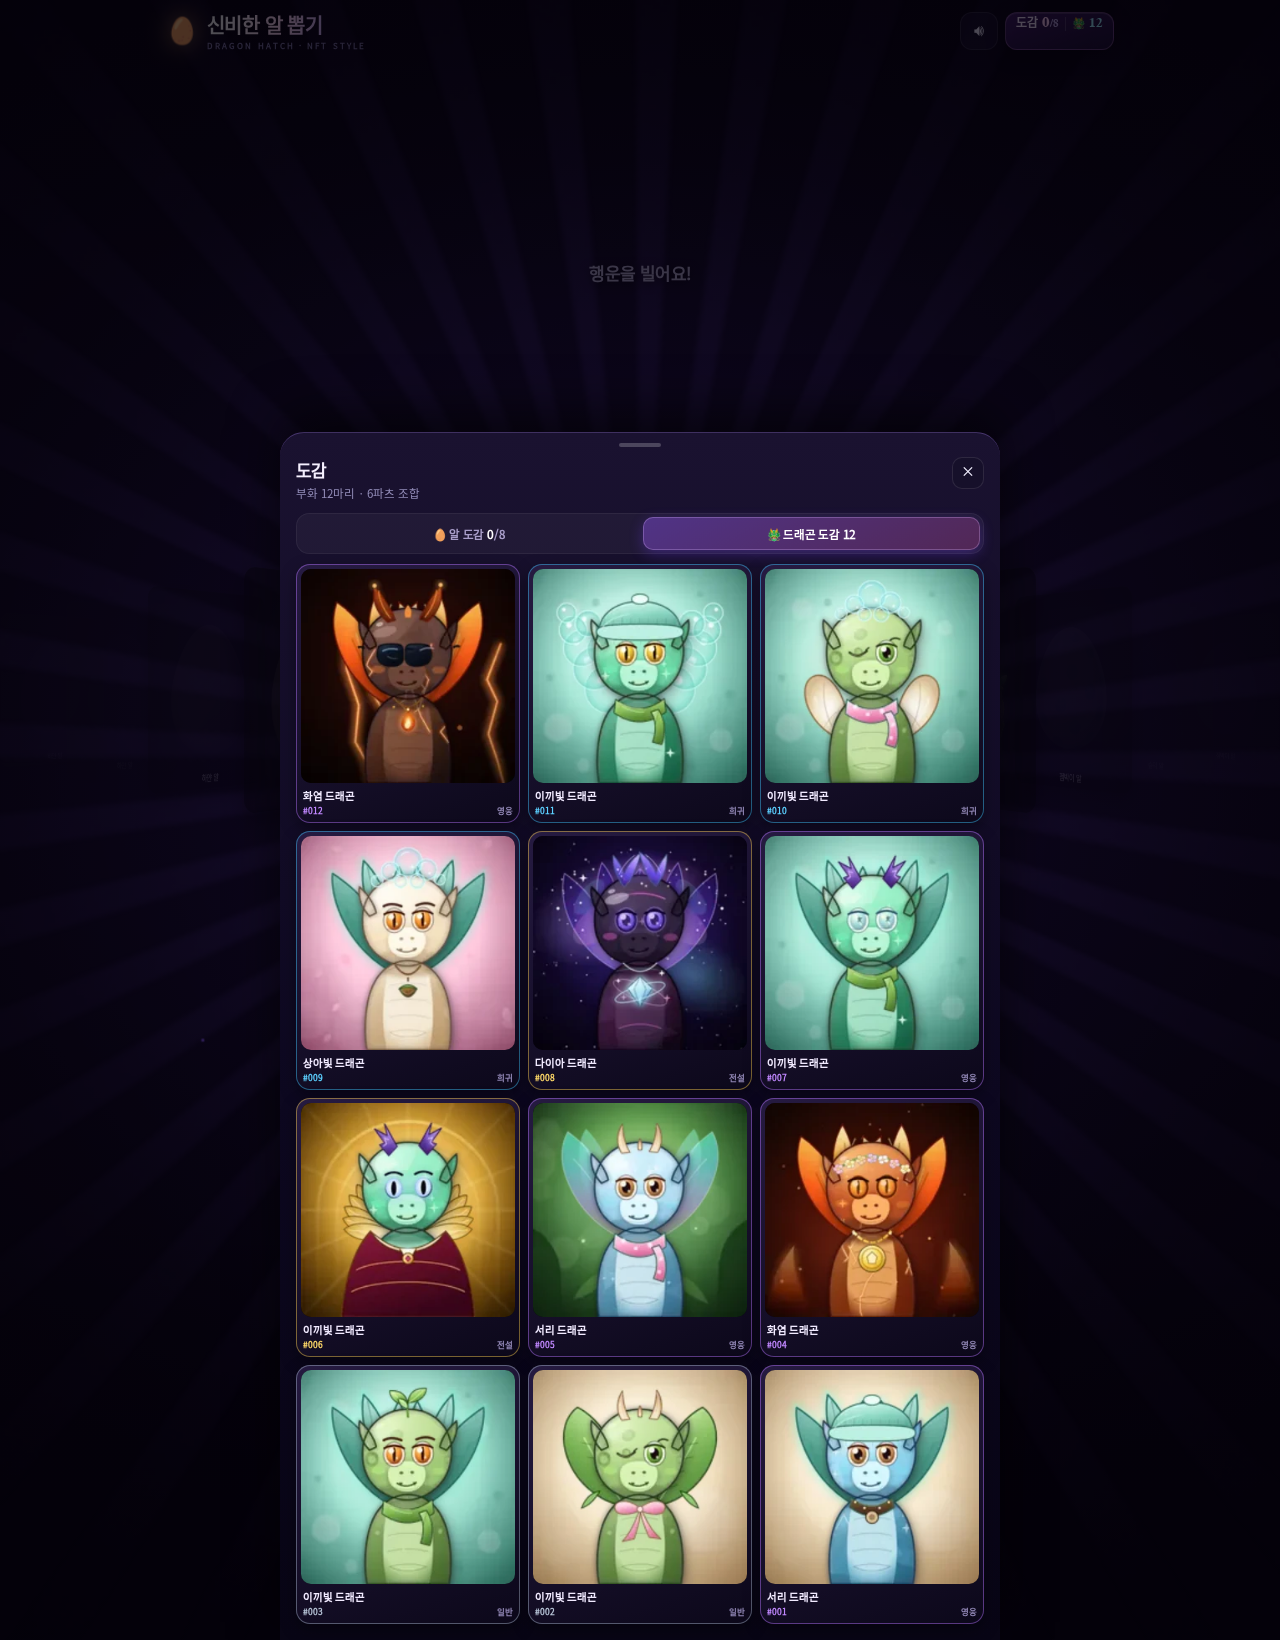 신비한 알 뽑기
DRAGON HATCH · NFT STYLE
도감 0/8 12
행운을 빌어요!
도감
부화 12마리 · 6파츠 조합
알 도감 0/8
드래곤 도감 12
화염 드래곤
#012 영웅
이끼빛 드래곤
#011 희귀
이끼빛 드래곤
#010 희귀
상아빛 드래곤
#009 희귀
다이아 드래곤
#008 전설
이끼빛 드래곤
#007 영웅
이끼빛 드래곤
#006 전설
서리 드래곤
#005 영웅
화염 드래곤
#004 영웅
이끼빛 드래곤
#003 일반
이끼빛 드래곤
#002 일반
서리 드래곤
#001 영웅